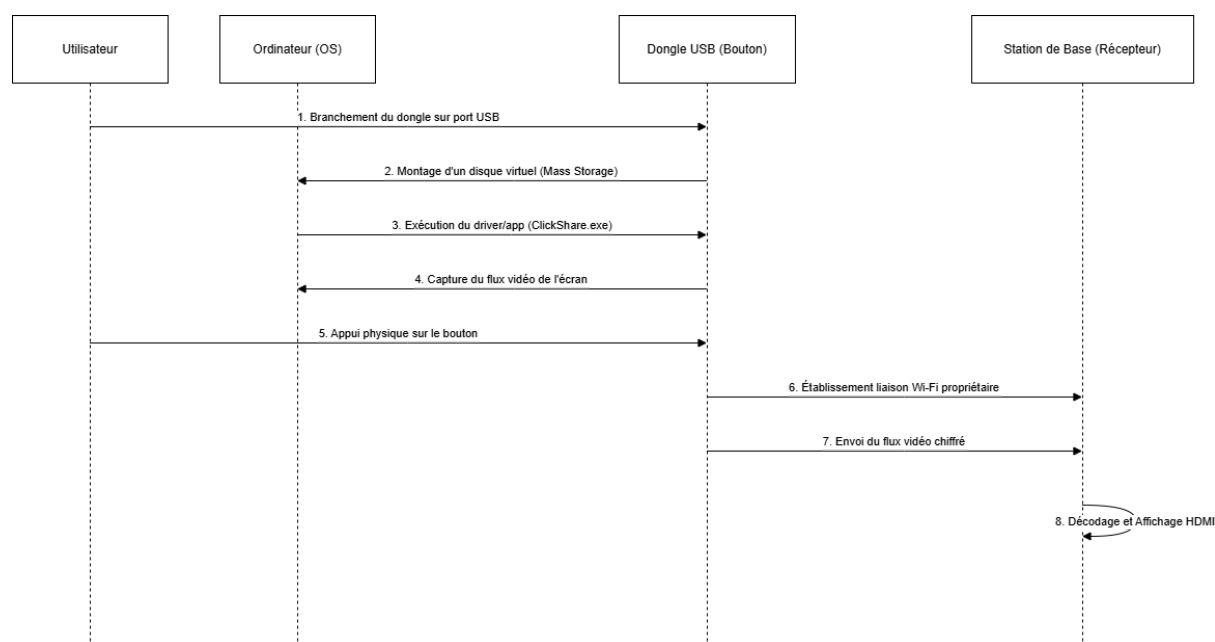 Utilisateur
Ordinateur (OS)
Dongle USB (Bouton)
Station de Base (Récepteur)
1. Branchement du dongle sur port USB
2. Montage d'un disque virtuel (Mass Storage)
3. Exécution du driver/app (ClickShare.exe)
4. Capture du flux vidéo de l'écran
5. Appui physique sur le bouton
6. Établissement liaison Wi-Fi propriétaire
7. Envoi du flux vidéo chiffré
8. Décodage et Affichage HDMI